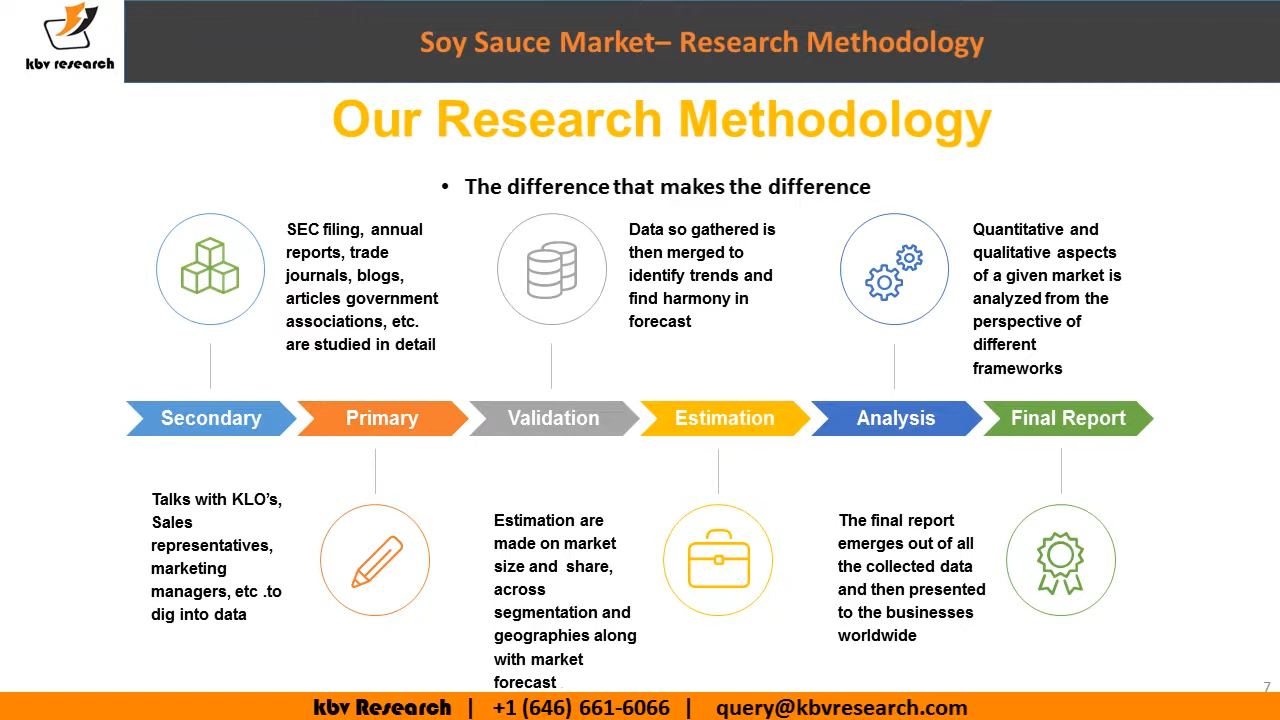 kbv research
Soy Sauce Market– Research Methodology
Our Research Methodology
• The difference that makes the difference
SEC filing, annual
reports, trade
journals, blogs,
articles government
associations, etc.
are studied in detail
Data so gathered is
then merged to
identify trends and
find harmony in
forecast
Quantitative and
qualitative aspects
of a given market is
analyzed from the
perspective of
different
frameworks
Secondary
Primary
Validation
Estimation
Analysis
Final Report
Talks with KLO’s,
Sales
representatives,
marketing
managers, etc .to
dig into data
Estimation are
made on market
size and share,
across
segmentation and
geographies along
with market
forecast .
The final report
emerges out of all
the collected data
and then presented
to the businesses
worldwide
7
kbv Research | +1 (646) 661-6066 | query@kbvresearch.com